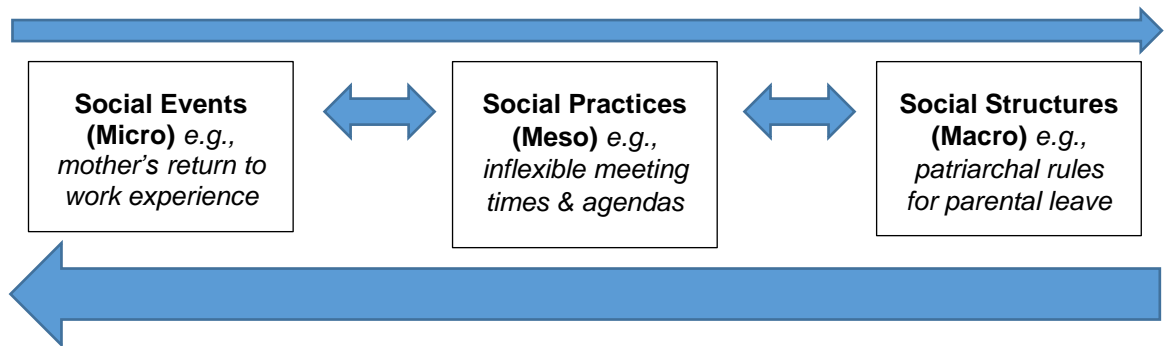 Social Events
(Micro) e.g.,
mother's return to
work experience
Social Practices
(Meso) e.g.,
inflexible meeting
times & agendas
Social Structures
(Macro) e.g.,
patriarchal rules
for parental leave